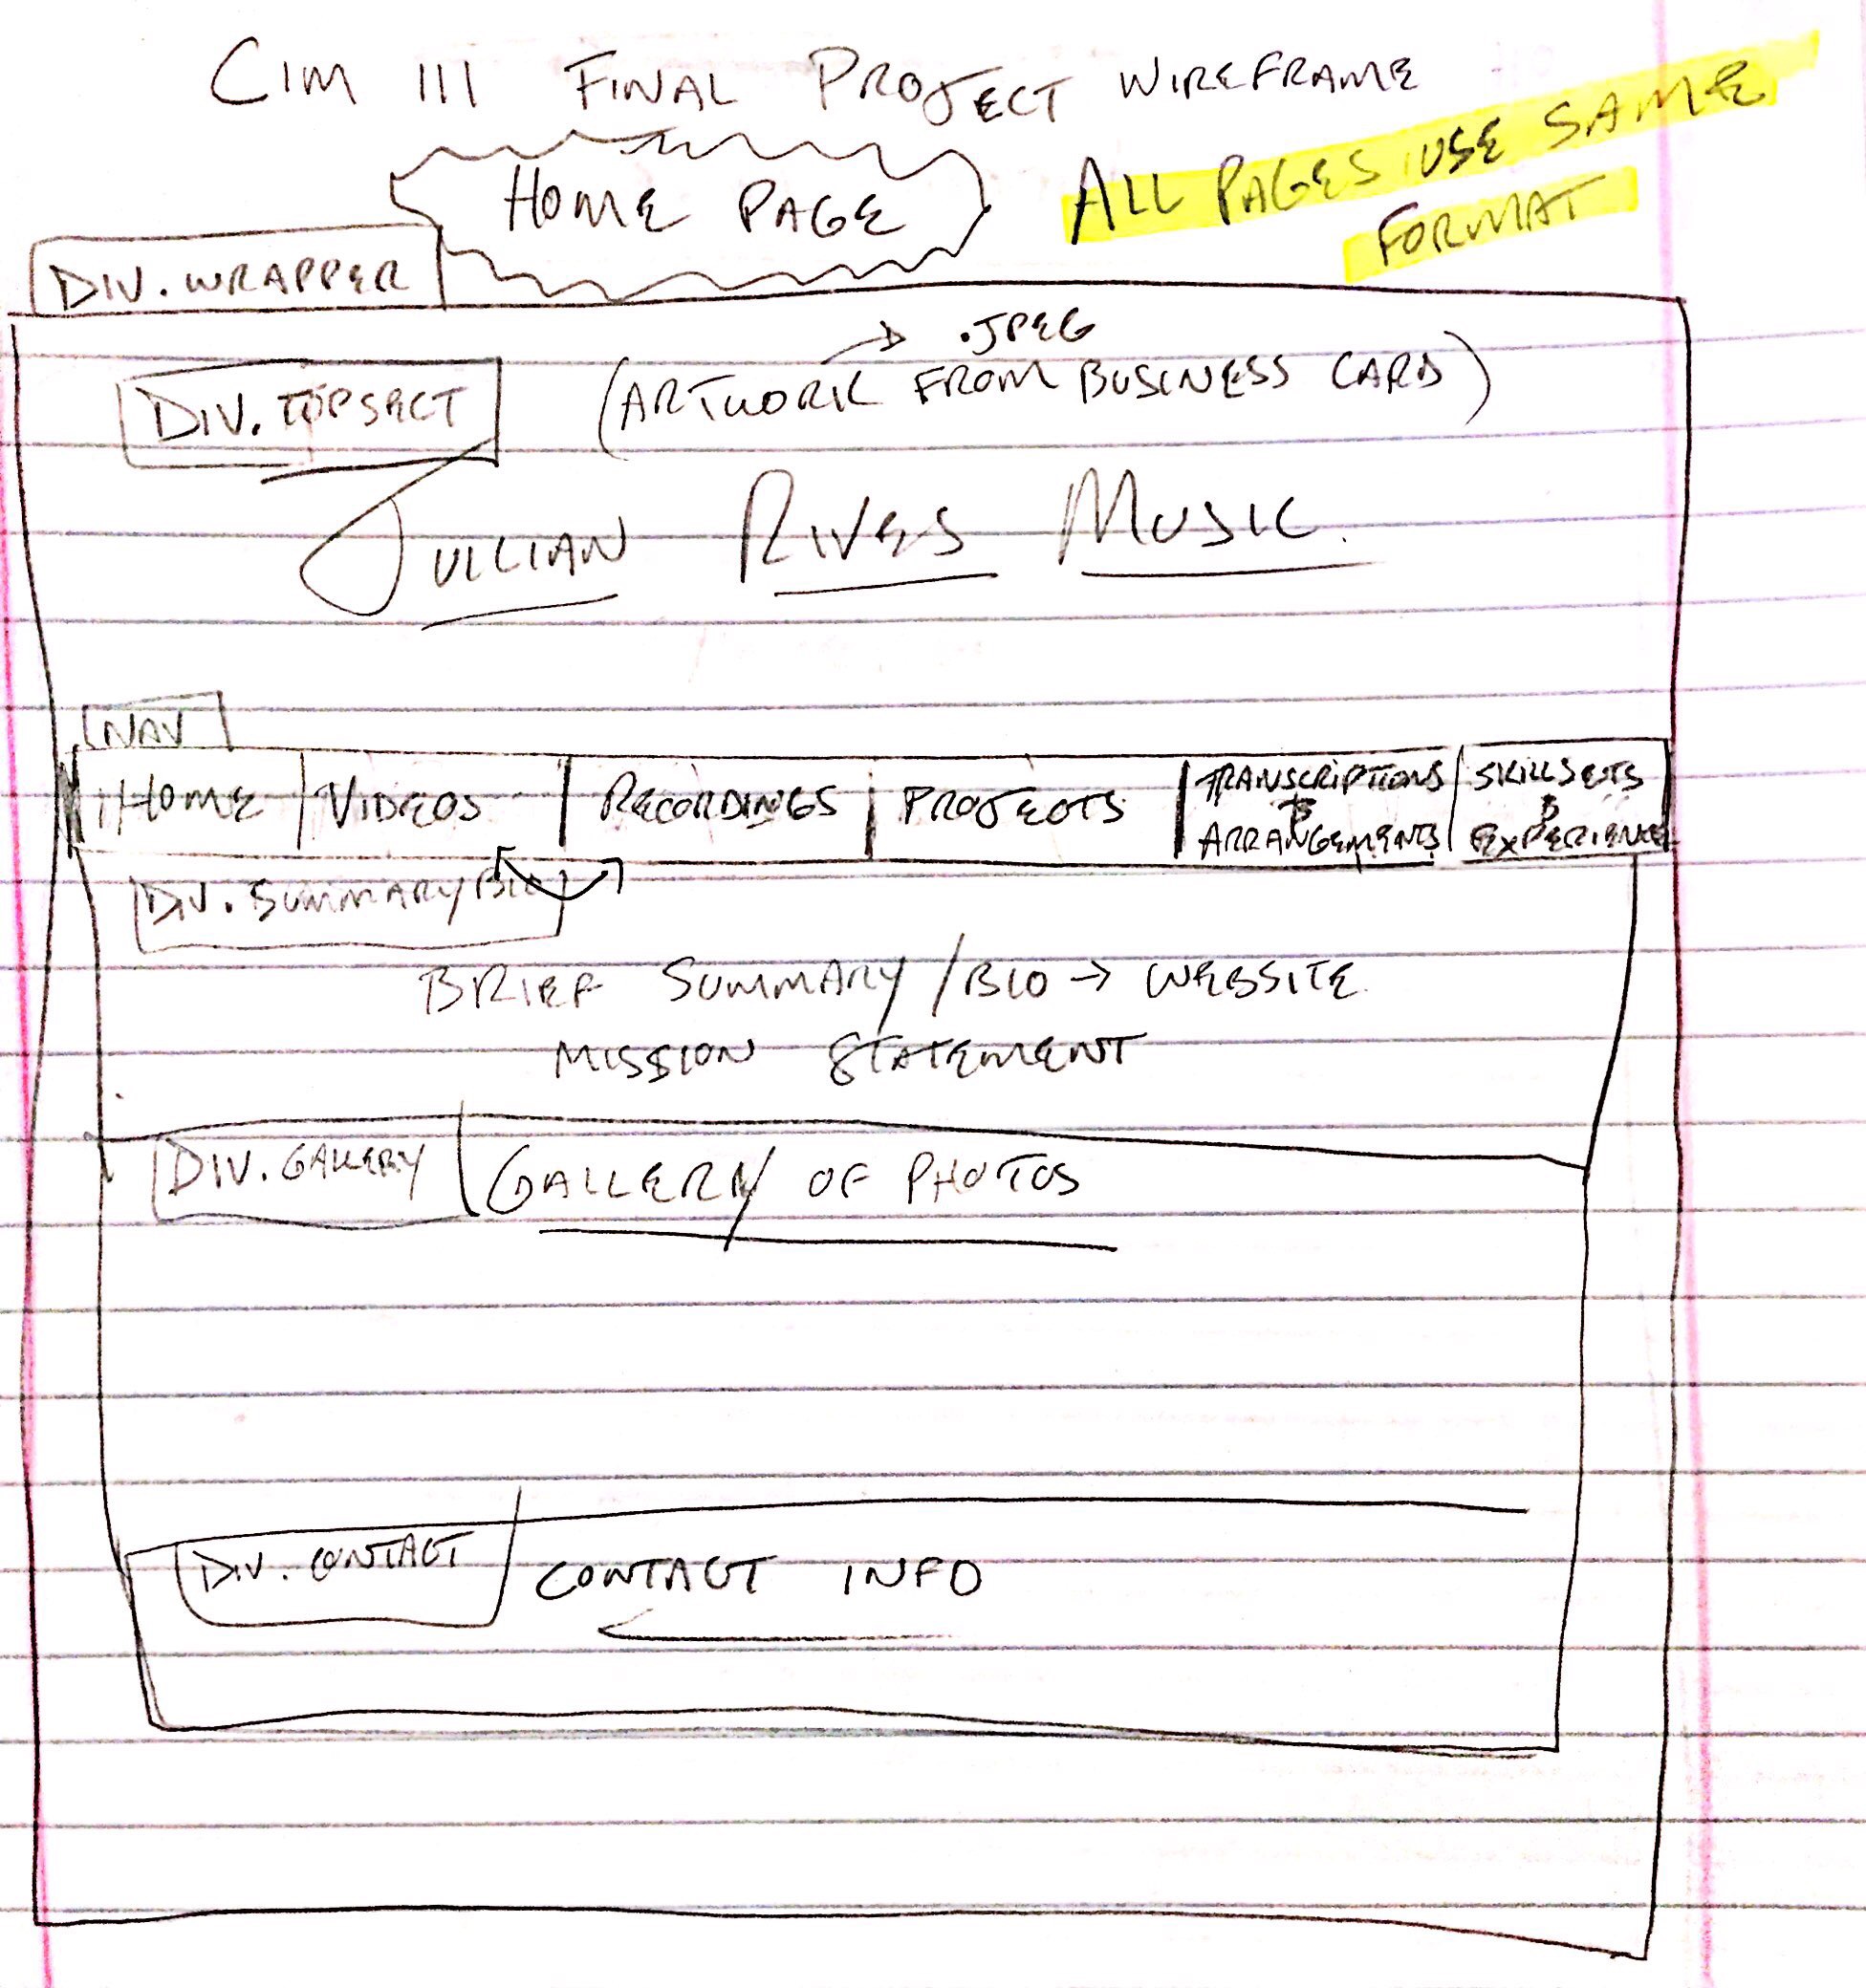 CIM III FINAL PROJECT WIREFRAME
HOME PAGE
ALL PAGES USE SAME
FORMAT
DIV.WRAPPER
.JPEG
DIV.TOPSECT (ARTWORK FROM BUSINESS CARD)
JULLIAN RIVES MUSIC.
NAV
HOME VIDEOS RECORDINGS PROJECTS TRANSCRIPTIONS & ARRANGEMENTS SKILLSETS & EXPERIENCE
DIV.SUMMARY/BIO
BRIEF SUMMARY/BIO → WEBSITE
MISSION STATEMENT
DIV.GALLERY GALLERY OF PHOTOS
DIV.CONTACT CONTACT INFO